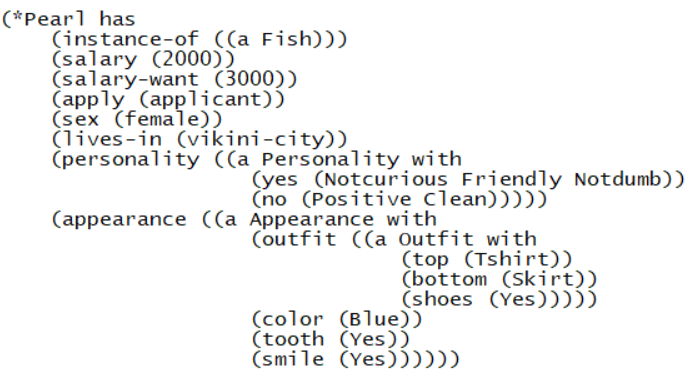 (*Pearl has
(instance-of ((a Fish)))
(salary (2000))
(salary-want (3000))
(apply (applicant))
(sex (female))
(lives-in (vikini-city))
(personality ((a Personality with
(yes (Notcurious Friendly Notdumb))
(no (Positive Clean)))))
(appearance ((a Appearance with
(outfit ((a Outfit with
(top (Tshirt))
(bottom (Skirt))
(shoes (Yes)))))
(color (Blue))
(tooth (Yes))
(smile (Yes))))))